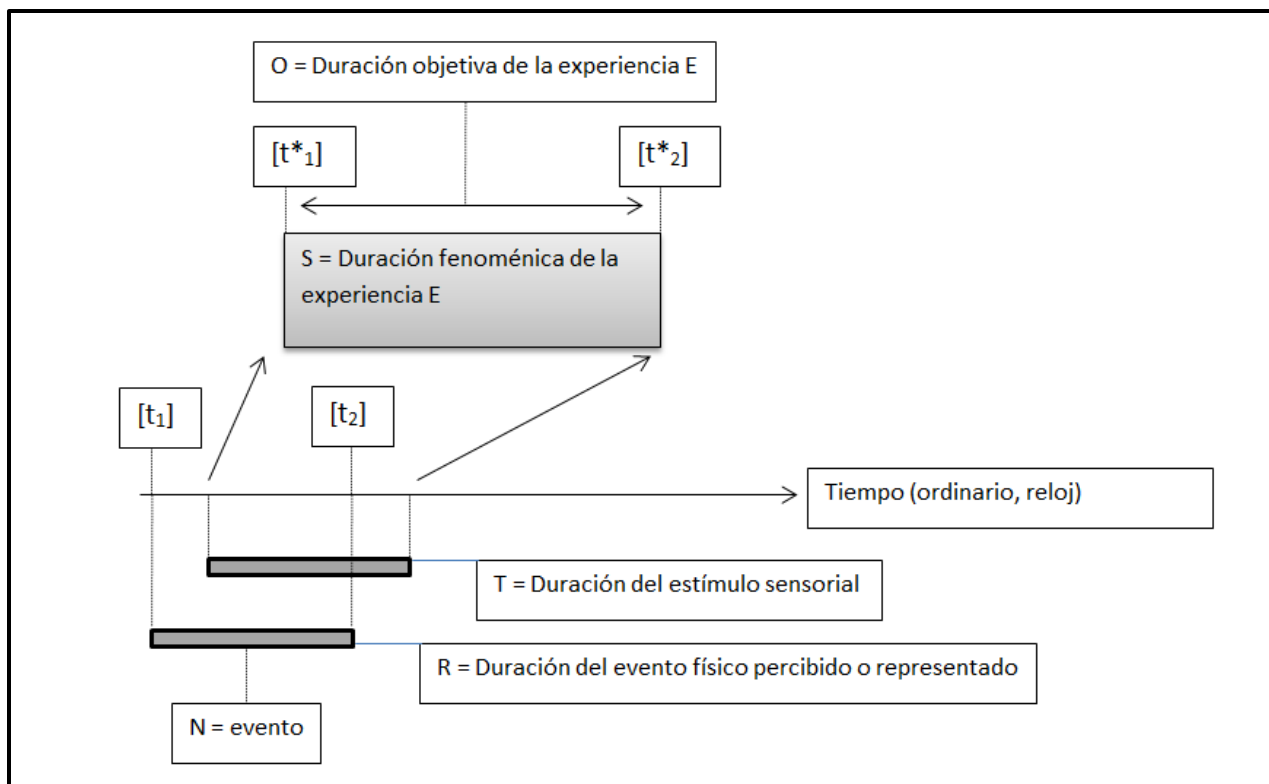 O = Duración objetiva de la experiencia E
[t*₁]
[t*₂]
S = Duración fenoménica de la
experiencia E
[t₁]
[t₂]
Tiempo (ordinario, reloj)
T = Duración del estímulo sensorial
R = Duración del evento físico percibido o representado
N = evento